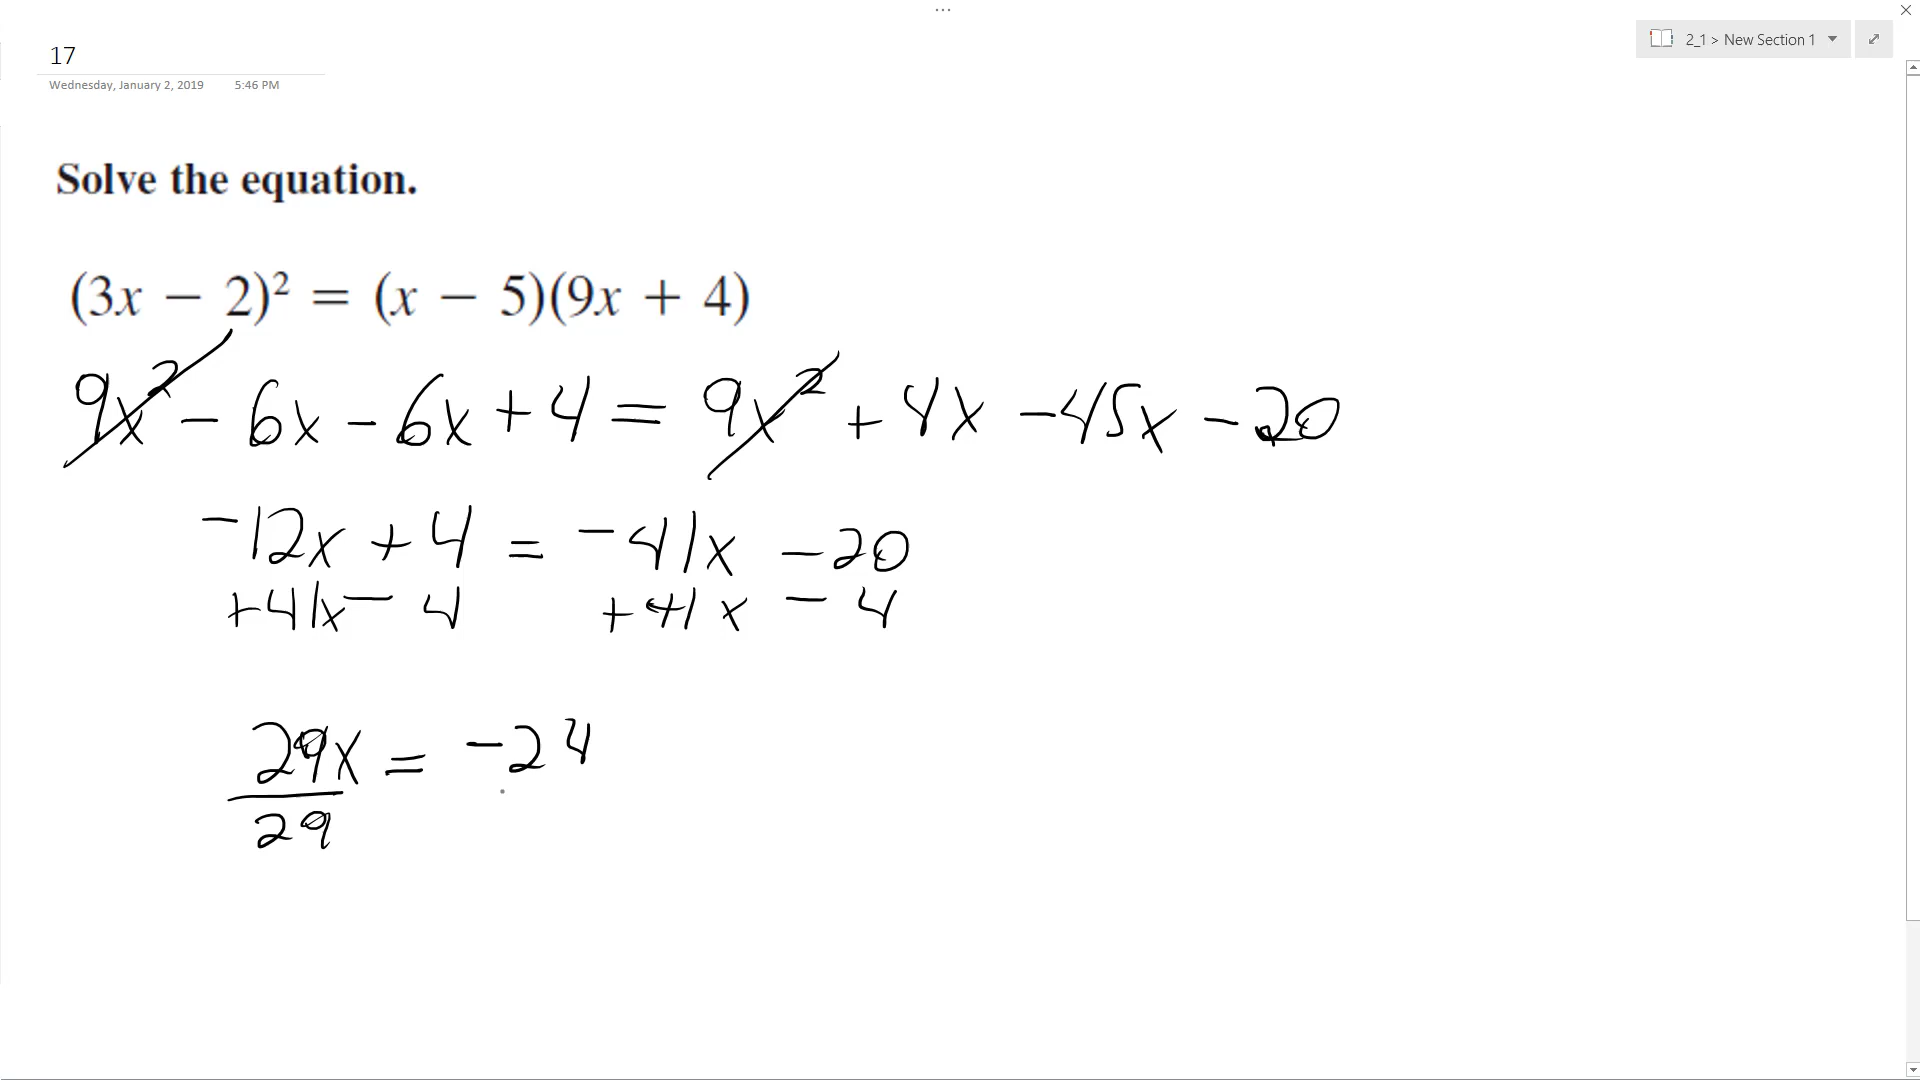 ...
17
2_1 > New Section 1
Wednesday, January 2, 2019 5:46 PM
Solve the equation.
(3x − 2)² = (x − 5)(9x + 4)
9x² − 6x − 6x + 4 = 9x² + 4x − 45x − 20
−12x + 4 = −41x − 20
+41x − 4 +41x − 4
29x = −24
29